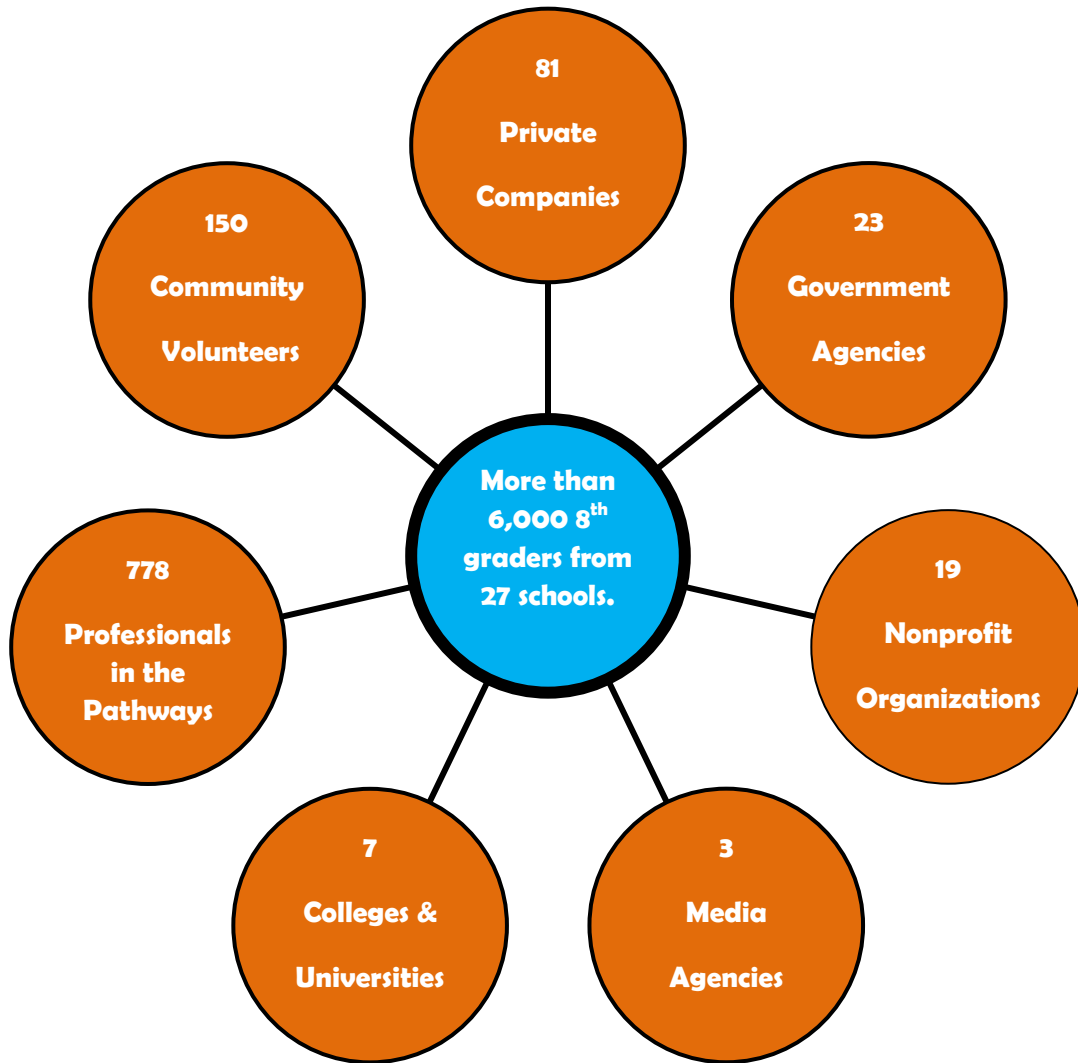 81
Private
Companies
23
Government
Agencies
19
Nonprofit
Organizations
3
Media
Agencies
7
Colleges &
Universities
778
Professionals
in the
Pathways
150
Community
Volunteers
More than
6,000 8th
graders from
27 schools.